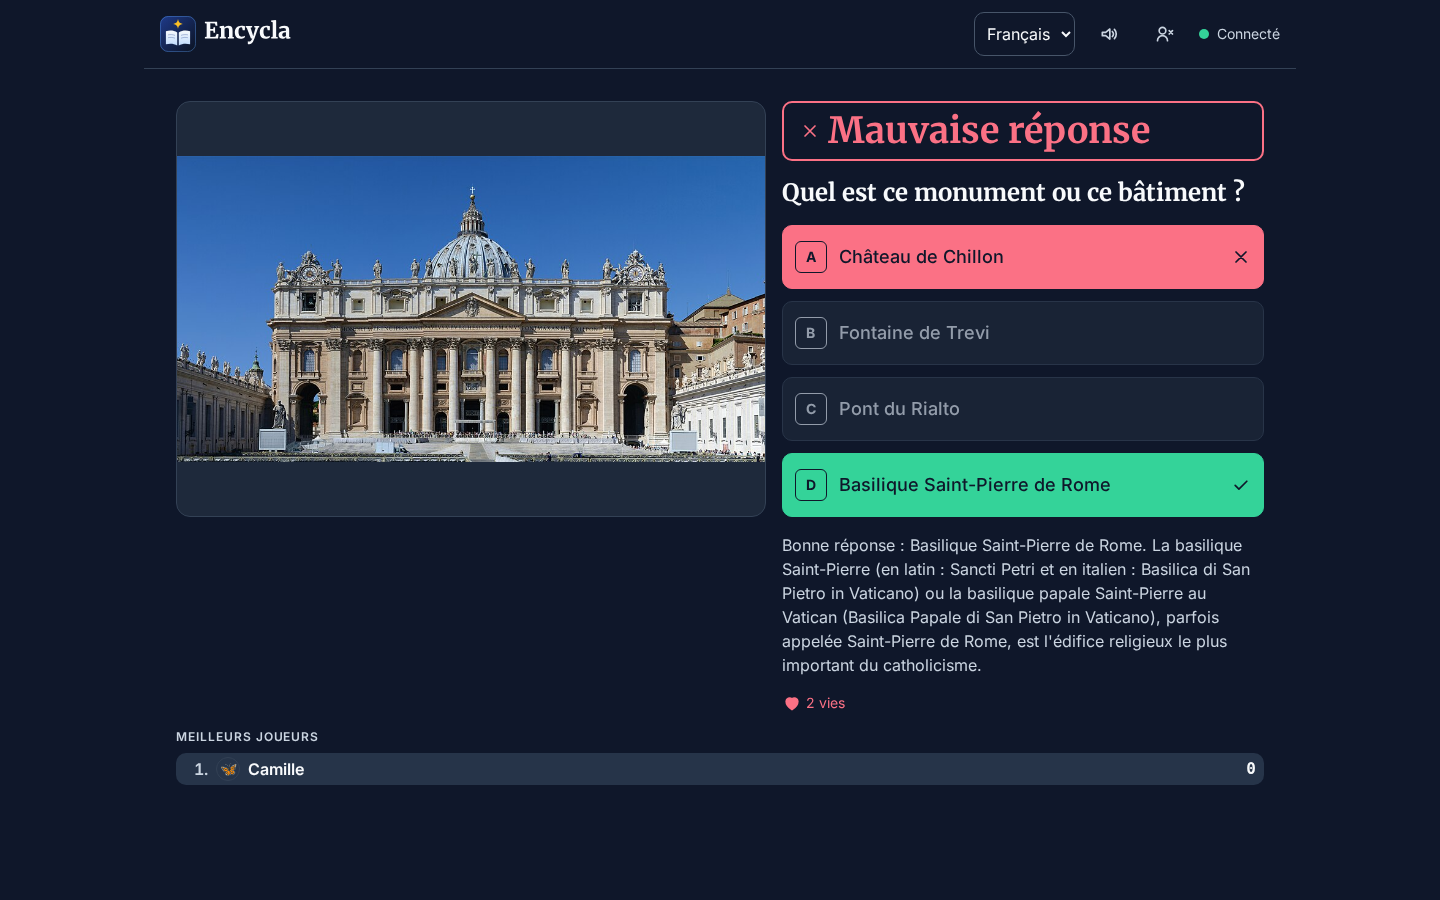 Encycla
Français
Connecté
Mauvaise réponse
Quel est ce monument ou ce bâtiment ?
A Château de Chillon
B Fontaine de Trevi
C Pont du Rialto
D Basilique Saint-Pierre de Rome
Bonne réponse : Basilique Saint-Pierre de Rome. La basilique
Saint-Pierre (en latin : Sancti Petri et en italien : Basilica di San
Pietro in Vaticano) ou la basilique papale Saint-Pierre au
Vatican (Basilica Papale di San Pietro in Vaticano), parfois
appelée Saint-Pierre de Rome, est l'édifice religieux le plus
important du catholicisme.
2 vies
MEILLEURS JOUEURS
1. Camille 0